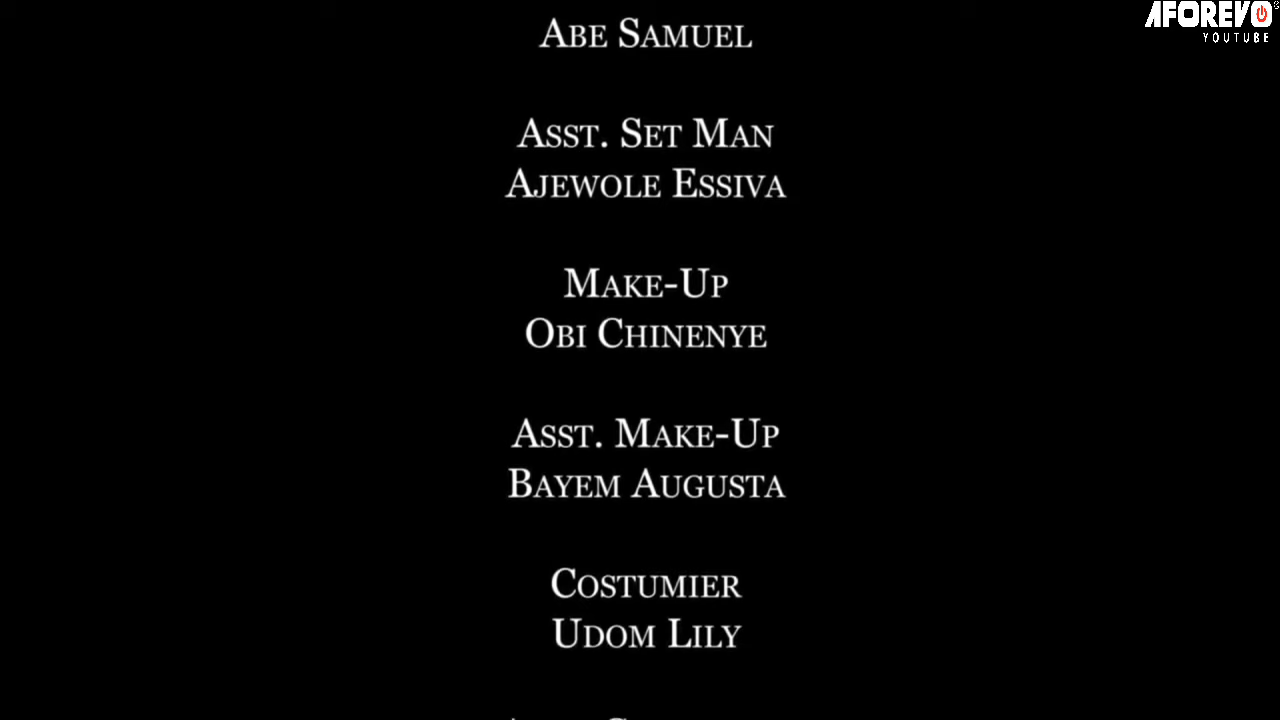 AFOREVO
YOUTUBE
ABE SAMUEL
ASST. SET MAN
AJEWOLE ESSIVA
MAKE-UP
OBI CHINENYE
ASST. MAKE-UP
BAYEM AUGUSTA
COSTUMIER
UDOM LILY